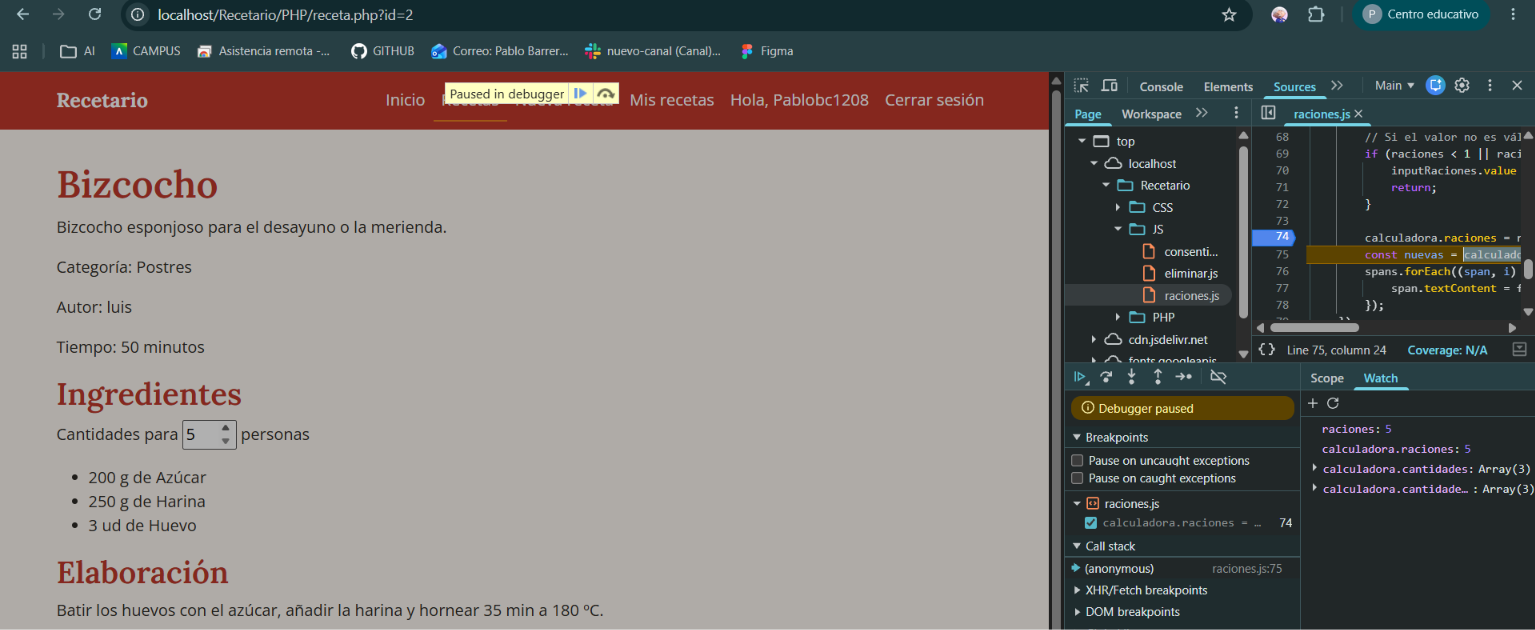 localhost/Recetario/PHP/receta.php?id=2
P Centro educativo
AI CAMPUS Asistencia remota -... GITHUB Correo: Pablo Barrer... nuevo-canal (Canal)... Figma
Recetario Inicio Mis recetas Hola, Pablobc1208 Cerrar sesión
Paused in debugger
Bizcocho
Bizcocho esponjoso para el desayuno o la merienda.
Categoría: Postres
Autor: luis
Tiempo: 50 minutos
Ingredientes
Cantidades para 5 personas
200 g de Azúcar
250 g de Harina
3 ud de Huevo
Elaboración
Batir los huevos con el azúcar, añadir la harina y hornear 35 min a 180 ºC.
Console Elements Sources Main
Page Workspace
raciones.js
top
localhost
Recetario
CSS
JS
consenti...
eliminar.js
raciones.js
PHP
cdn.jsdelivr.net
68 // Si el valor no es vál
69 if (raciones < 1 || raci
70 inputRaciones.value
71 return;
72 }
73
74 calculadora.raciones = r
75 const nuevas = calculado
76 spans.forEach((span, i)
77 span.textContent = f
78 });
{} Line 75, column 24 Coverage: N/A
Debugger paused
Breakpoints
Pause on uncaught exceptions
Pause on caught exceptions
raciones.js
calculadora.raciones = … 74
Call stack
(anonymous) raciones.js:75
XHR/Fetch breakpoints
DOM breakpoints
Scope Watch
raciones: 5
calculadora.raciones: 5
calculadora.cantidades: Array(3)
calculadora.cantidade… : Array(3)